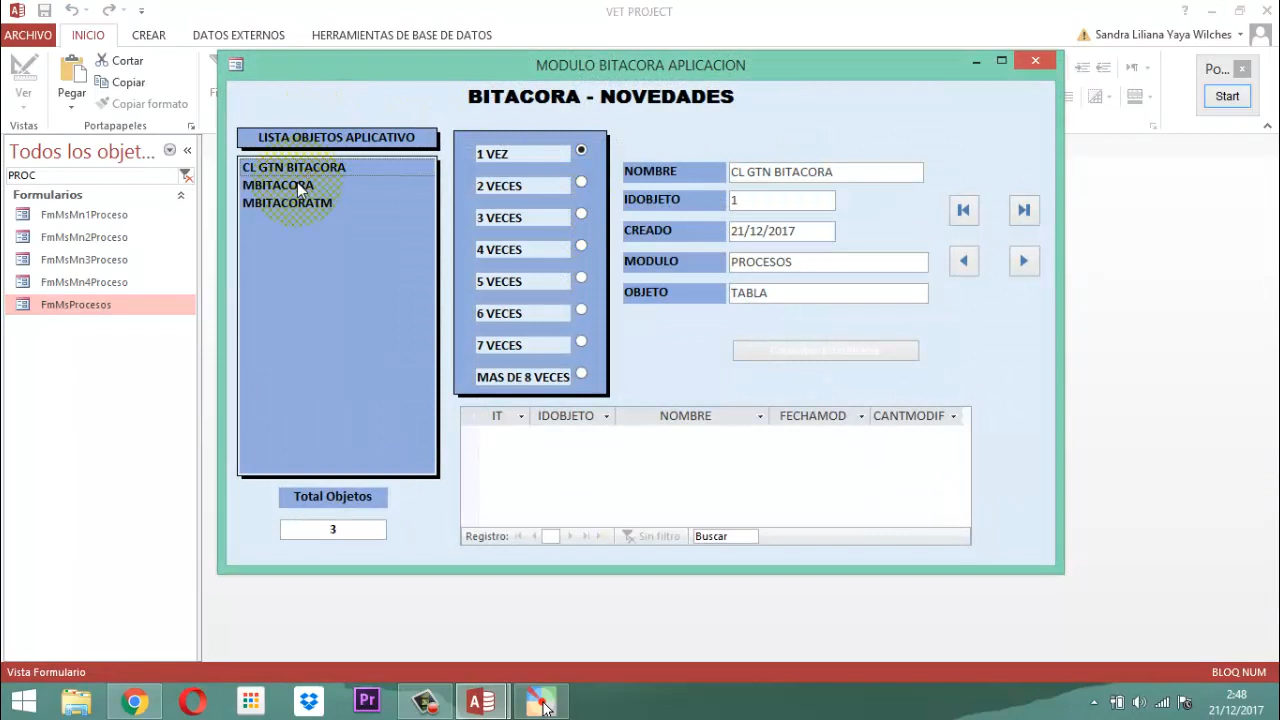 VET PROJECT
ARCHIVO INICIO CREAR DATOS EXTERNOS HERRAMIENTAS DE BASE DE DATOS
Sandra Liliana Yaya Wilches
Ver
Vistas
Pegar
Cortar
Copiar
Copiar formato
Portapapeles
Po...
Start
Todos los objet...
PROC
Formularios
FmMsMn1Proceso
FmMsMn2Proceso
FmMsMn3Proceso
FmMsMn4Proceso
FmMsProcesos
MODULO BITACORA APLICACION
BITACORA - NOVEDADES
LISTA OBJETOS APLICATIVO
CL GTN BITACORA
MBITACORA
MBITACORATM
Total Objetos
3
1 VEZ
2 VECES
3 VECES
4 VECES
5 VECES
6 VECES
7 VECES
MAS DE 8 VECES
NOMBRE CL GTN BITACORA
IDOBJETO 1
CREADO 21/12/2017
MODULO PROCESOS
OBJETO TABLA
IT IDOBJETO NOMBRE FECHAMOD CANTMODIF
Registro: Sin filtro Buscar
Vista Formulario
BLOQ NUM
Pr
2:48
21/12/2017